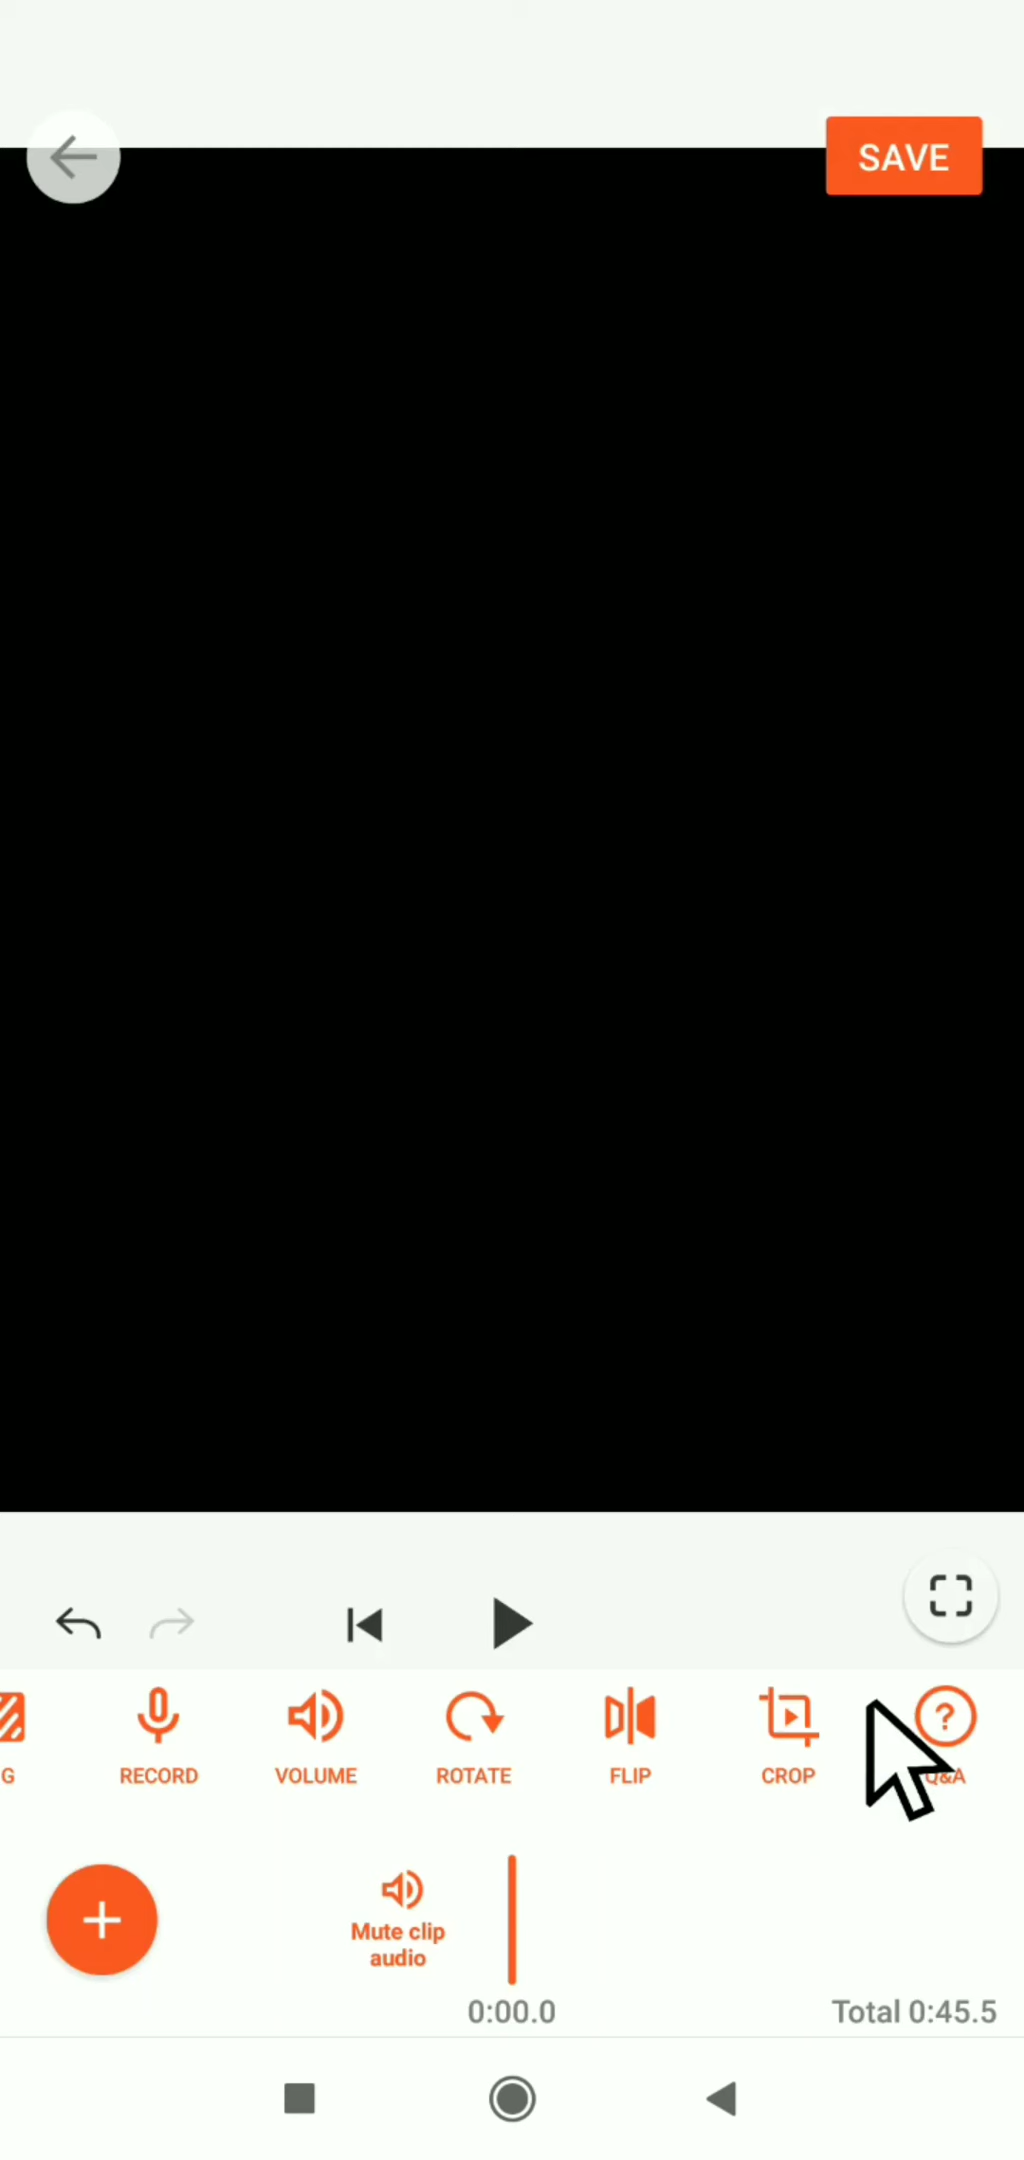 SAVE
G
RECORD
VOLUME
ROTATE
FLIP
CROP
Q&A
Mute clip
audio
0:00.0
Total 0:45.5